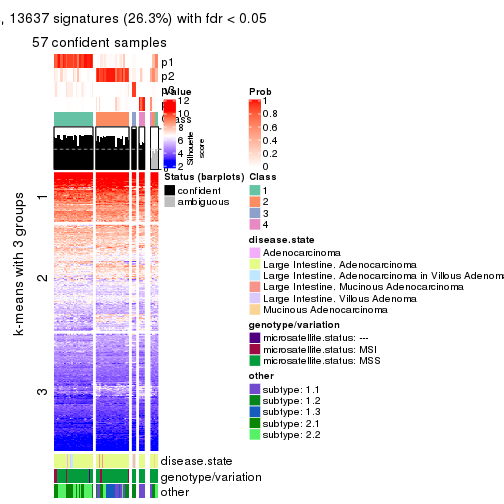 , 13637 signatures (26.3%) with fdr < 0.05
57 confident samples
p1
p2
p3
Value
12
10
8
6
4
2
Prob
1
0.8
0.6
0.4
0.2
0
Class
Silhouette
score
Status (barplots)
confident
ambiguous
Class
1
2
3
4
k-means with 3 groups
1
2
3
disease.state
Adenocarcinoma
Large Intestine. Adenocarcinoma
Large Intestine. Adenocarcinoma in Villous Adenom
Large Intestine. Mucinous Adenocarcinoma
Large Intestine. Villous Adenoma
Mucinous Adenocarcinoma
genotype/variation
microsatellite.status: ---
microsatellite.status: MSI
microsatellite.status: MSS
other
subtype: 1.1
subtype: 1.2
subtype: 1.3
subtype: 2.1
subtype: 2.2
disease.state
genotype/variation
other